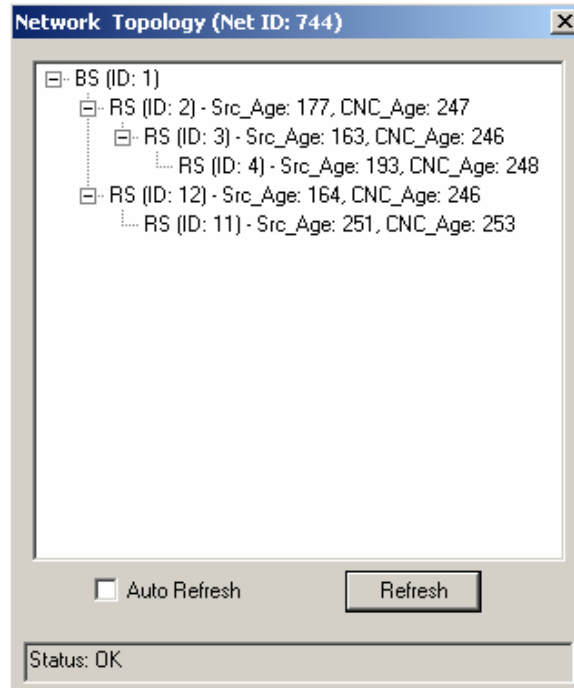 Network Topology (Net ID: 744)
BS (ID: 1)
RS (ID: 2) - Src_Age: 177, CNC_Age: 247
RS (ID: 3) - Src_Age: 163, CNC_Age: 246
RS (ID: 4) - Src_Age: 193, CNC_Age: 248
RS (ID: 12) - Src_Age: 164, CNC_Age: 246
RS (ID: 11) - Src_Age: 251, CNC_Age: 253
Auto Refresh
Refresh
Status: OK